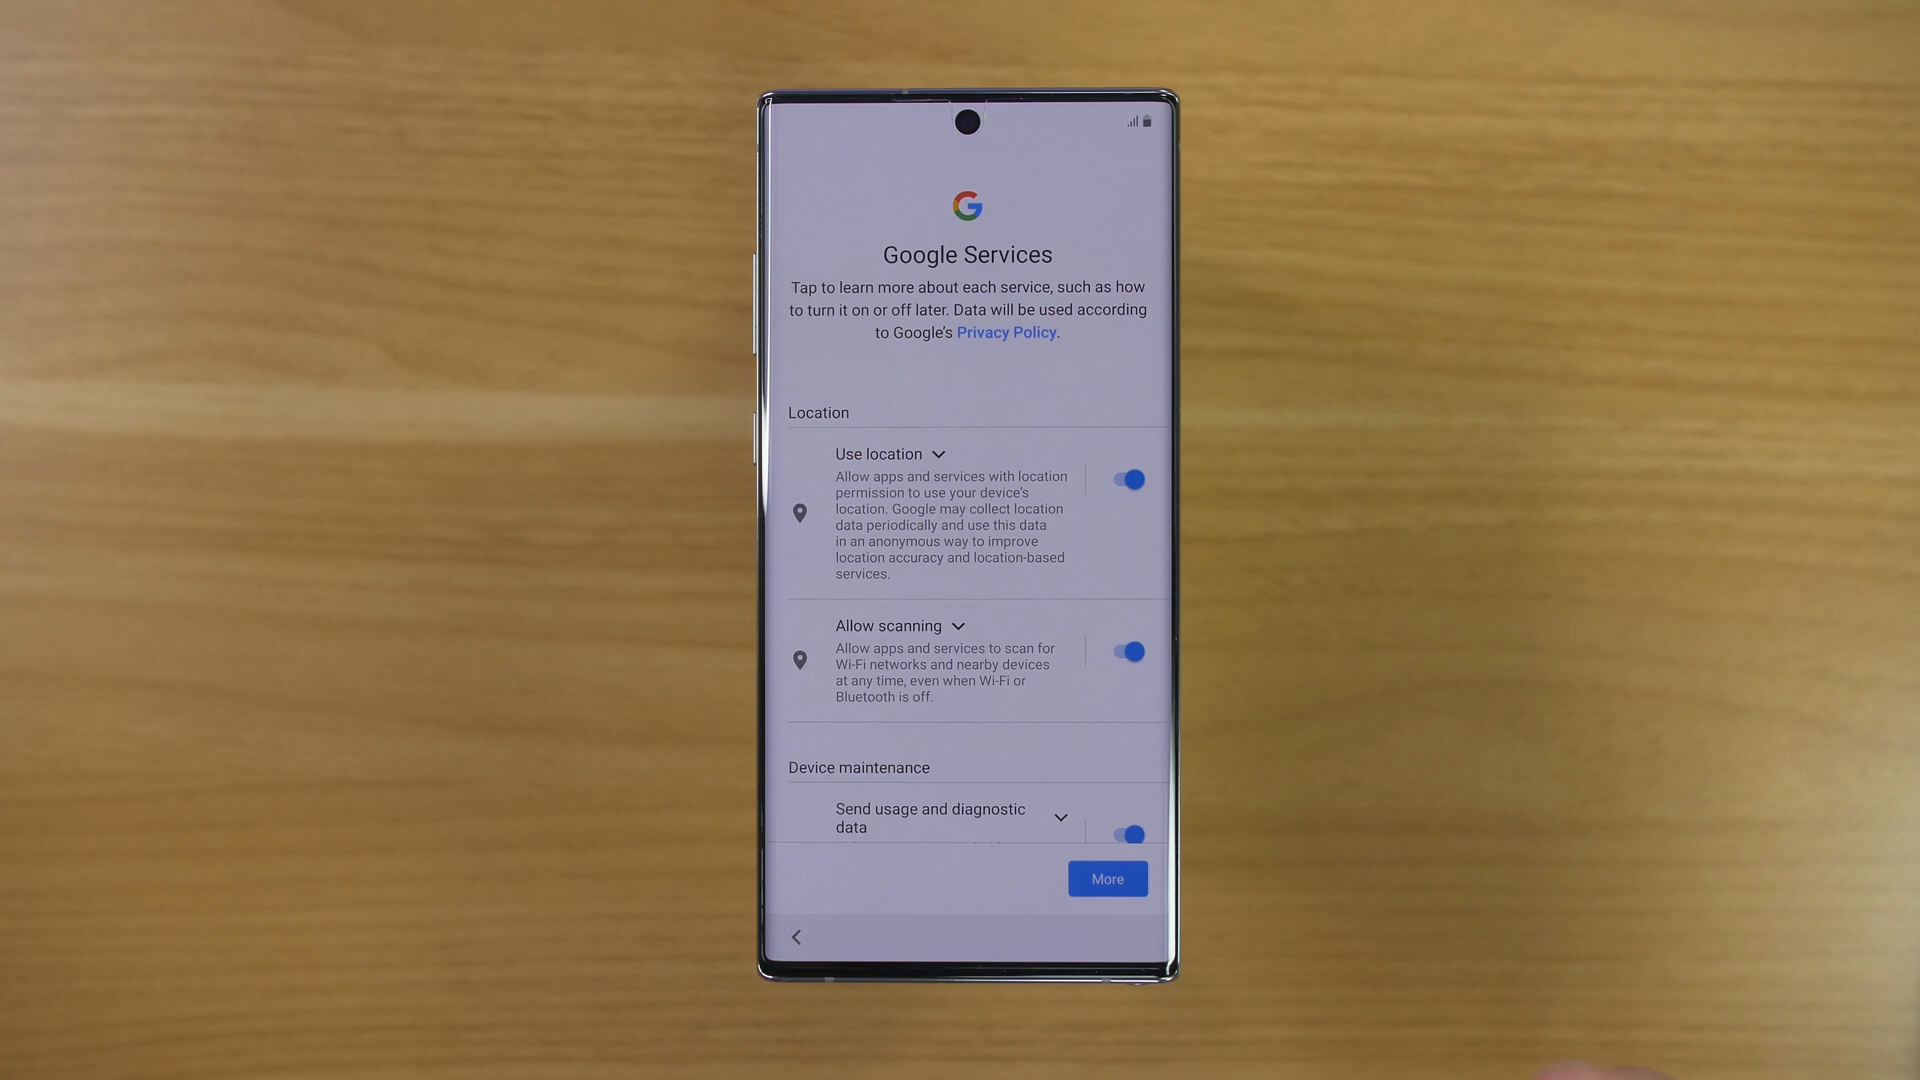 Google Services
Tap to learn more about each service, such as how
to turn it on or off later. Data will be used according
to Google's Privacy Policy.
Location
Use location
Allow apps and services with location
permission to use your device's
location. Google may collect location
data periodically and use this data
in an anonymous way to improve
location accuracy and location-based
services.
Allow scanning
Allow apps and services to scan for
Wi-Fi networks and nearby devices
at any time, even when Wi-Fi or
Bluetooth is off.
Device maintenance
Send usage and diagnostic
data
More